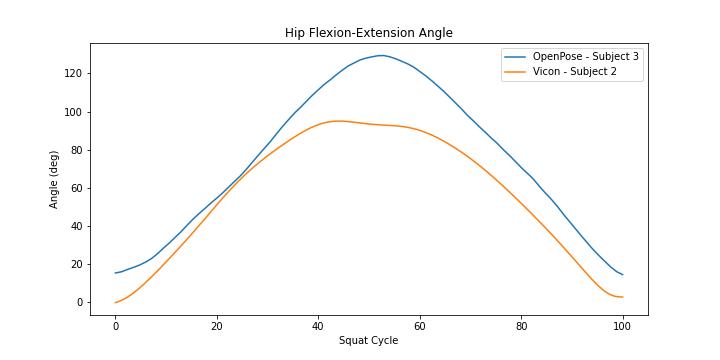 Hip Flexion-Extension Angle
OpenPose - Subject 3
Vicon - Subject 2
Angle (deg)
120
100
80
60
40
20
0
0 20 40 60 80 100
Squat Cycle